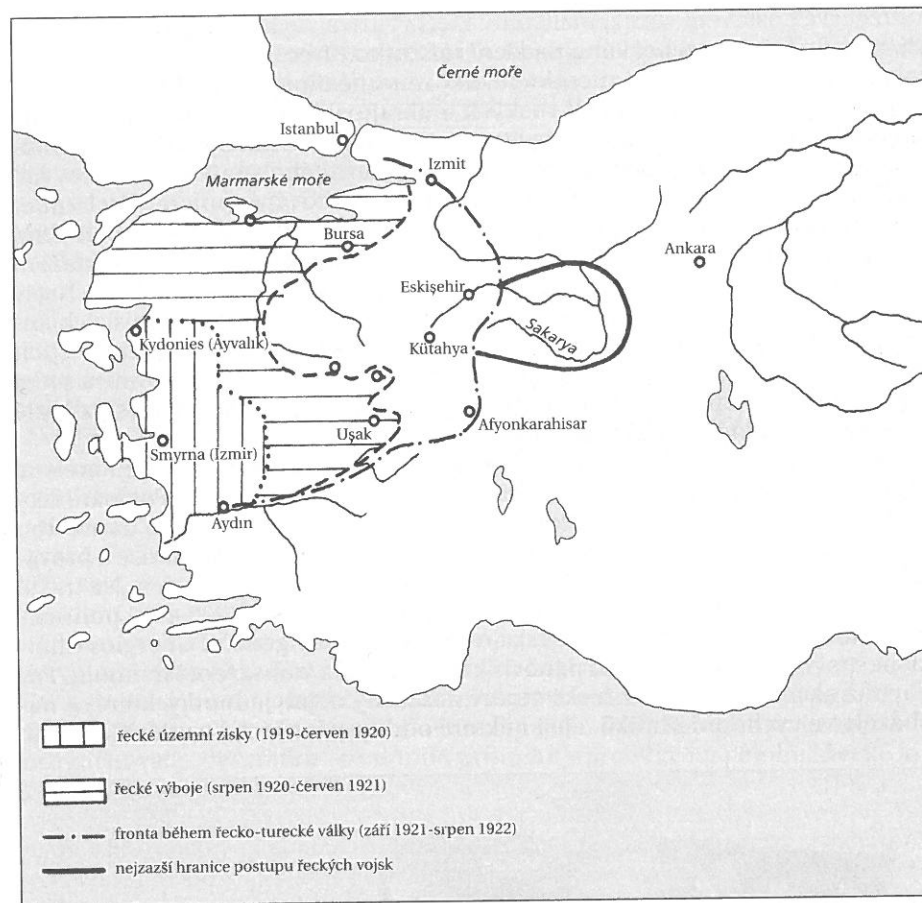 Černé moře
Istanbul
Izmit
Marmarské moře
Bursa
Ankara
Eskişehir
Sakarya
Kydonies (Ayvalık)
Kütahya
Uşak
Afyonkarahisar
Smyrna (Izmir)
Aydın
řecké územní zisky (1919-červen 1920)
řecké výboje (srpen 1920-červen 1921)
fronta během řecko-turecké války (září 1921-srpen 1922)
nejzazší hranice postupu řeckých vojsk